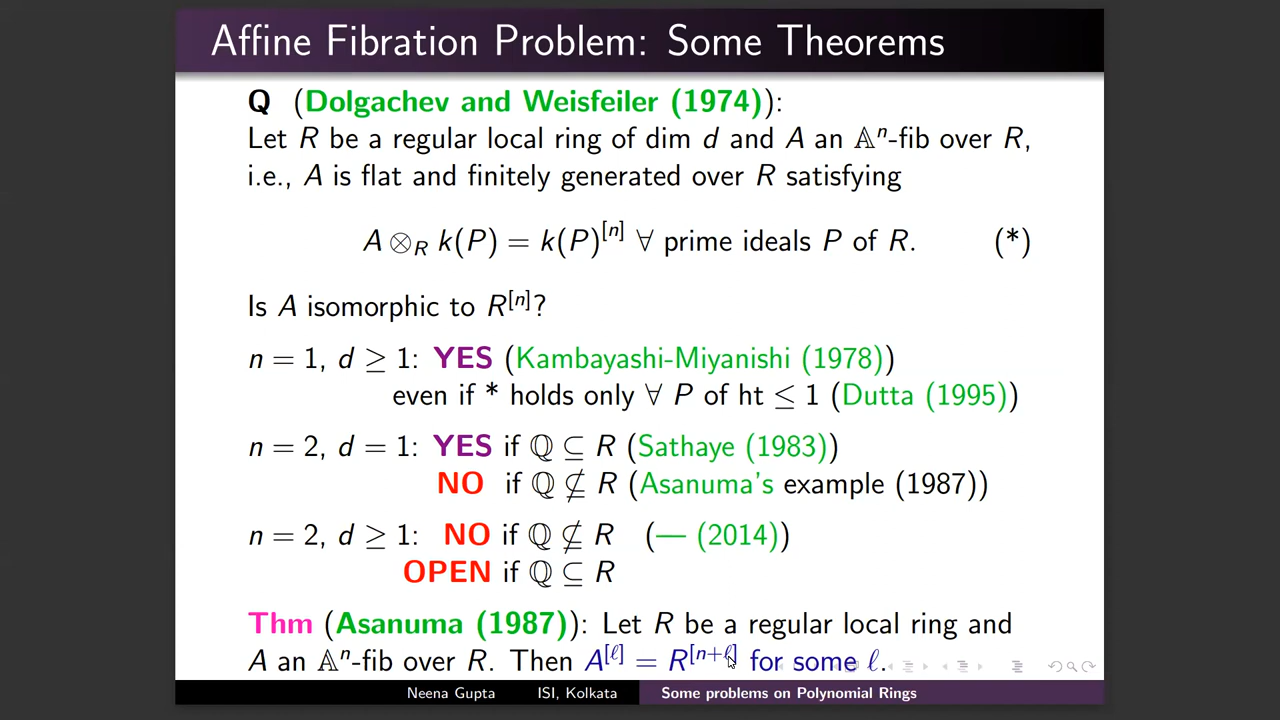 Affine Fibration Problem: Some Theorems
Q (Dolgachev and Weisfeiler (1974)):
Let R be a regular local ring of dim d and A an 𝔸ⁿ-fib over R,
i.e., A is flat and finitely generated over R satisfying
A ⊗_R k(P) = k(P)^[n] ∀ prime ideals P of R. (*)
Is A isomorphic to R^[n]?
n = 1, d ≥ 1: YES (Kambayashi-Miyanishi (1978))
even if * holds only ∀ P of ht ≤ 1 (Dutta (1995))
n = 2, d = 1: YES if ℚ ⊆ R (Sathaye (1983))
NO if ℚ ⊈ R (Asanuma's example (1987))
n = 2, d ≥ 1: NO if ℚ ⊈ R (— (2014))
OPEN if ℚ ⊆ R
Thm (Asanuma (1987)): Let R be a regular local ring and
A an 𝔸ⁿ-fib over R. Then A^[ℓ] = R^[n+ℓ] for some ℓ.
Neena Gupta ISI, Kolkata Some problems on Polynomial Rings